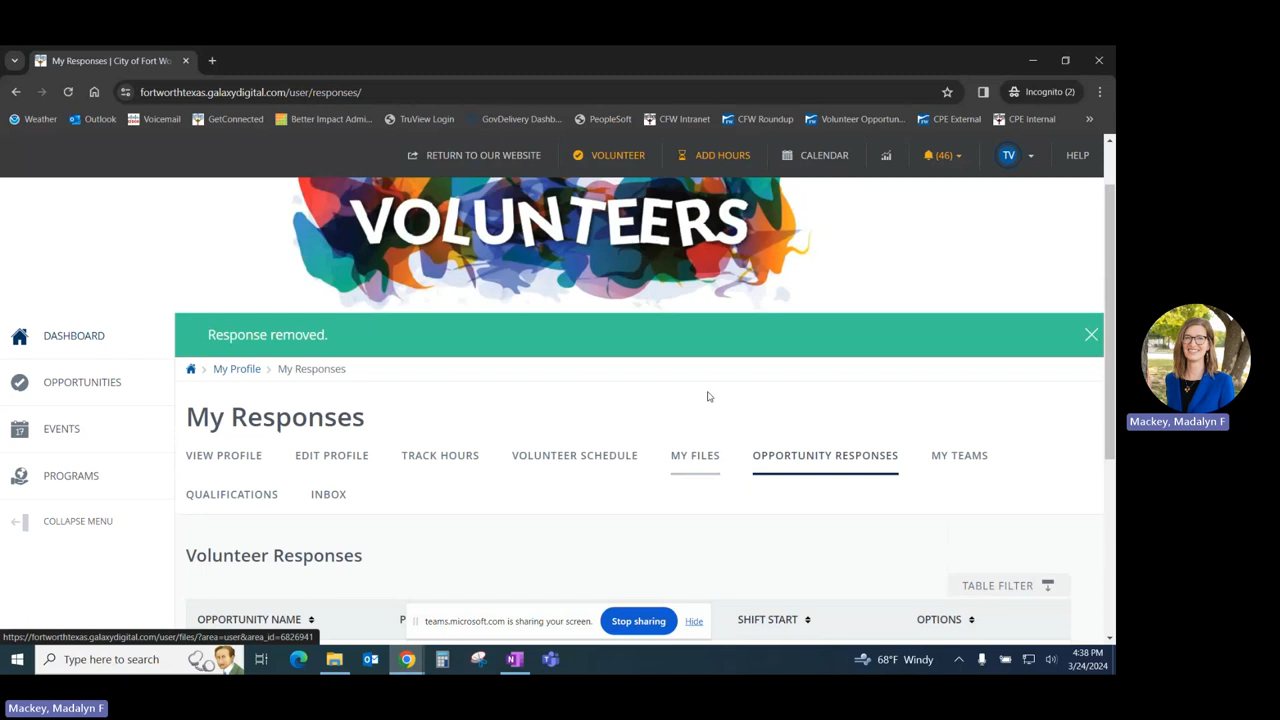 My Responses | City of Fort Wo
fortworthtexas.galaxydigital.com/user/responses/
Incognito (2)
Weather Outlook Voicemail GetConnected Better Impact Admi... TruView Login GovDelivery Dashb... PeopleSoft CFW Intranet CFW Roundup Volunteer Opportun... CPE External CPE Internal »
RETURN TO OUR WEBSITE VOLUNTEER ADD HOURS CALENDAR (46) TV HELP
VOLUNTEERS
Response removed.
DASHBOARD
OPPORTUNITIES
EVENTS
17
PROGRAMS
COLLAPSE MENU
My Profile > My Responses
My Responses
VIEW PROFILE EDIT PROFILE TRACK HOURS VOLUNTEER SCHEDULE MY FILES OPPORTUNITY RESPONSES MY TEAMS
QUALIFICATIONS INBOX
Volunteer Responses
TABLE FILTER
OPPORTUNITY NAME P SHIFT START OPTIONS
teams.microsoft.com is sharing your screen. Stop sharing Hide
https://fortworthtexas.galaxydigital.com/user/files/?area=user&area_id=6826941
Type here to search
68°F Windy
4:38 PM
3/24/2024
Mackey, Madalyn F
Mackey, Madalyn F